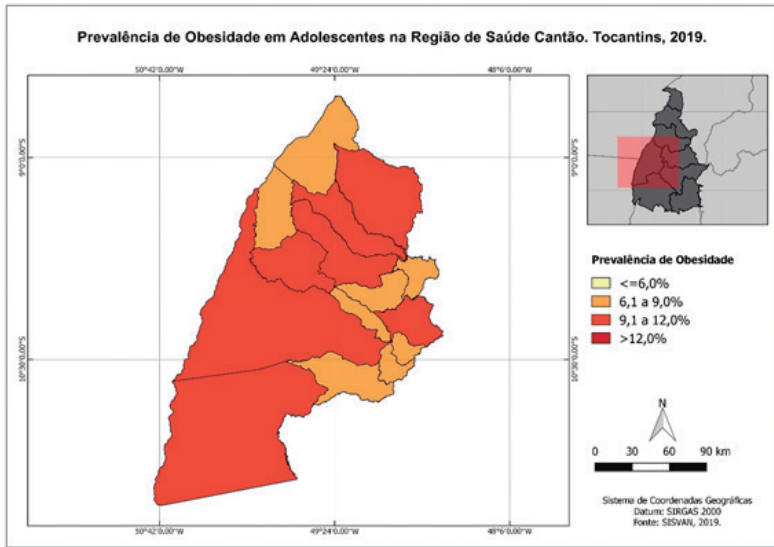 Prevalência de Obesidade em Adolescentes na Região de Saúde Cantão. Tocantins, 2019.
50°42'0.00"W
49°24'0.00"W
48°6'0.00"W
9°0'0.00"S
9°0'0.00"S
10°30'0.00"S
10°30'0.00"S
50°42'0.00"W
49°24'0.00"W
48°6'0.00"W
Prevalência de Obesidade
<=6,0%
6,1 a 9,0%
9,1 a 12,0%
>12,0%
N
0 30 60 90 km
Sistema de Coordenadas Geográficas
Datum: SIRGAS 2000
Fonte: SISVAN, 2019.